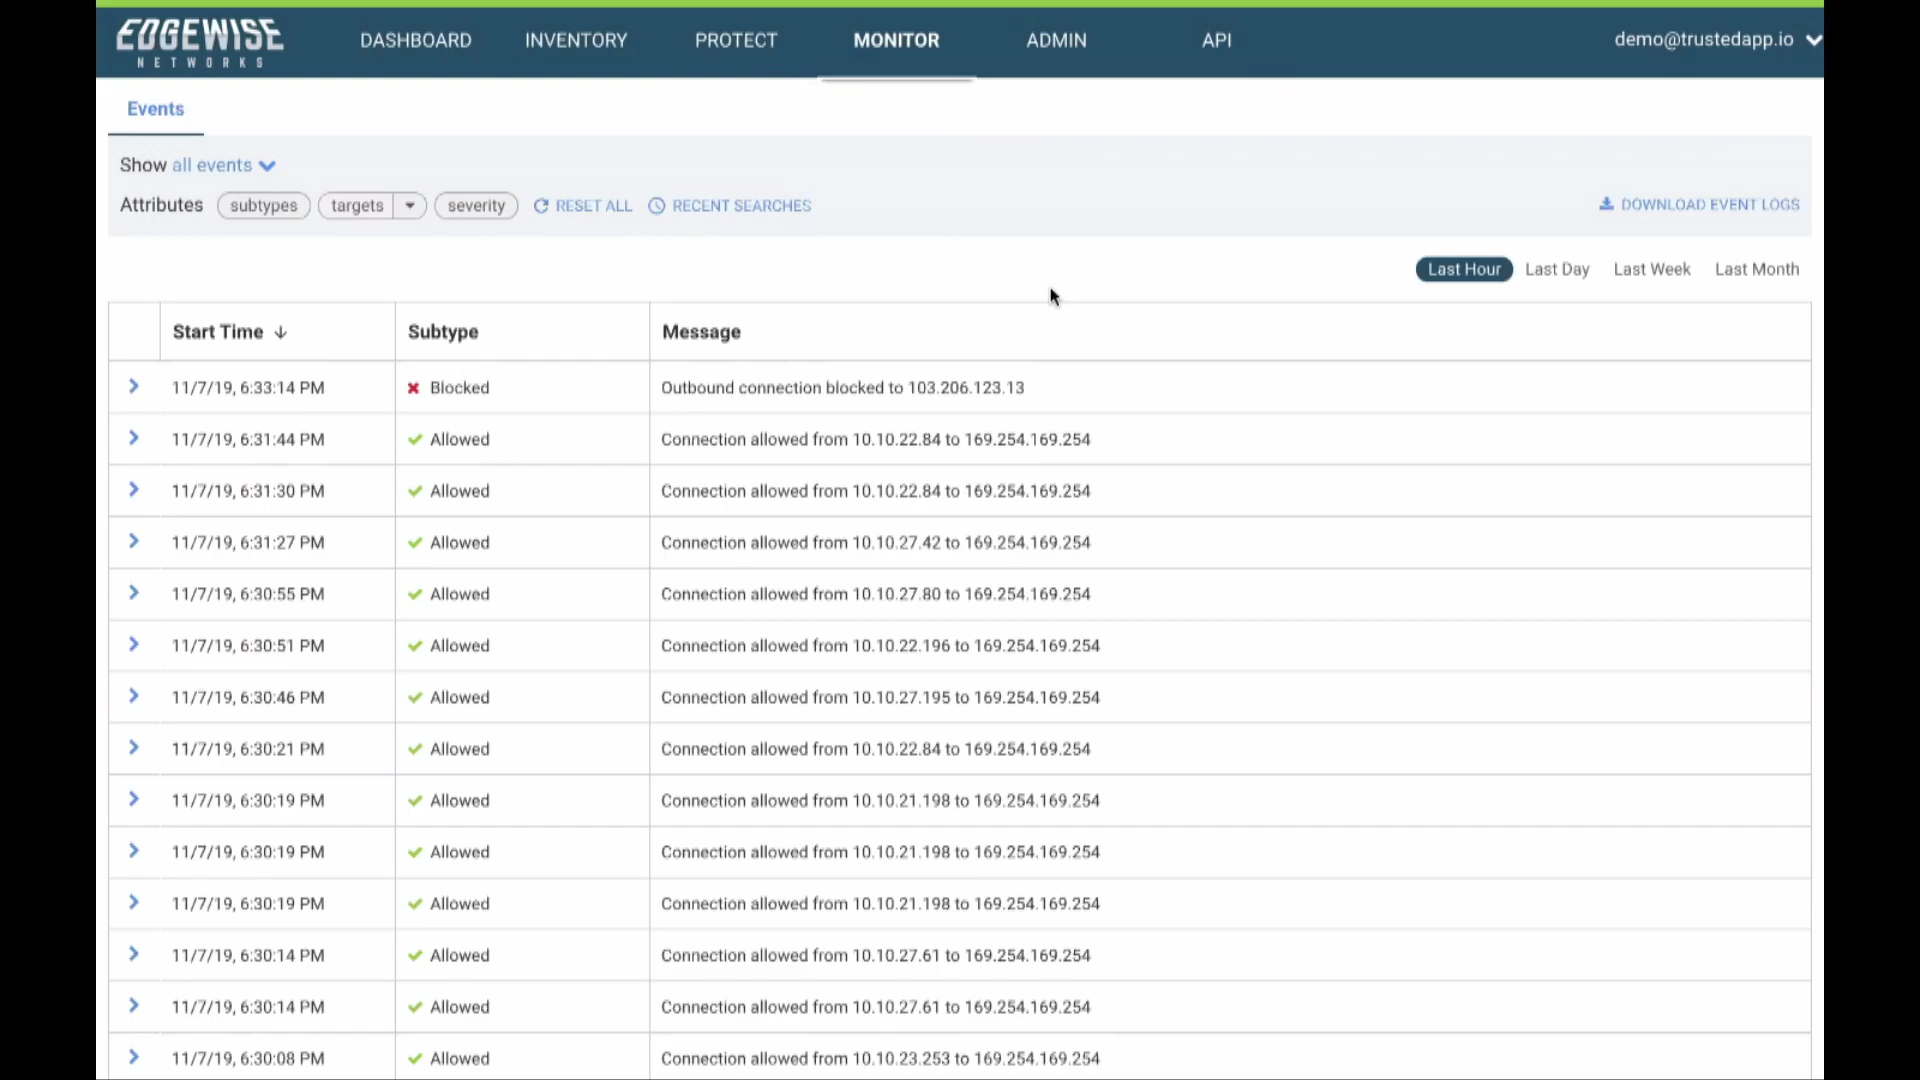 EDGEWISE
NETWORKS
DASHBOARD INVENTORY PROTECT MONITOR ADMIN API demo@trustedapp.io
Events
Show all events
Attributes subtypes targets severity RESET ALL RECENT SEARCHES DOWNLOAD EVENT LOGS
Last Hour Last Day Last Week Last Month
Start Time Subtype Message
11/7/19, 6:33:14 PM Blocked Outbound connection blocked to 103.206.123.13
11/7/19, 6:31:44 PM Allowed Connection allowed from 10.10.22.84 to 169.254.169.254
11/7/19, 6:31:30 PM Allowed Connection allowed from 10.10.22.84 to 169.254.169.254
11/7/19, 6:31:27 PM Allowed Connection allowed from 10.10.27.42 to 169.254.169.254
11/7/19, 6:30:55 PM Allowed Connection allowed from 10.10.27.80 to 169.254.169.254
11/7/19, 6:30:51 PM Allowed Connection allowed from 10.10.22.196 to 169.254.169.254
11/7/19, 6:30:46 PM Allowed Connection allowed from 10.10.27.195 to 169.254.169.254
11/7/19, 6:30:21 PM Allowed Connection allowed from 10.10.22.84 to 169.254.169.254
11/7/19, 6:30:19 PM Allowed Connection allowed from 10.10.21.198 to 169.254.169.254
11/7/19, 6:30:19 PM Allowed Connection allowed from 10.10.21.198 to 169.254.169.254
11/7/19, 6:30:19 PM Allowed Connection allowed from 10.10.21.198 to 169.254.169.254
11/7/19, 6:30:14 PM Allowed Connection allowed from 10.10.27.61 to 169.254.169.254
11/7/19, 6:30:14 PM Allowed Connection allowed from 10.10.27.61 to 169.254.169.254
11/7/19, 6:30:08 PM Allowed Connection allowed from 10.10.23.253 to 169.254.169.254